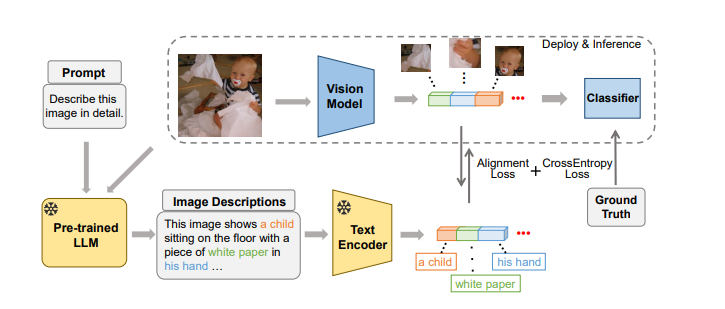 Deploy & Inference
Prompt
Describe this
image in detail.
Vision
Model
Classifier
Alignment
Loss
+
CrossEntropy
Loss
Ground
Truth
Pre-trained
LLM
Image Descriptions
This image shows a child
sitting on the floor with a
piece of white paper in
his hand ...
Text
Encoder
a child
his hand
white paper